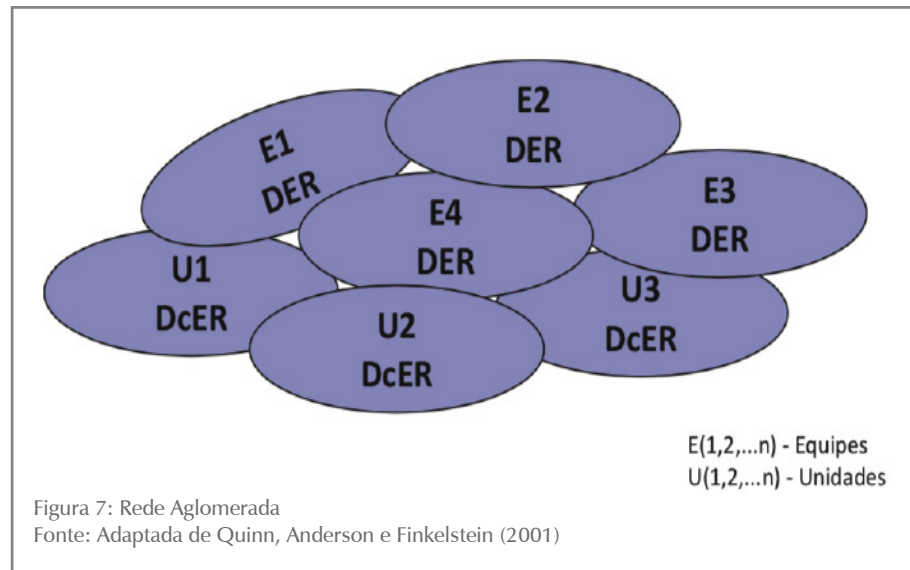 E1
DER
E2
DER
E3
DER
E4
DER
U1
DcER
U2
DcER
U3
DcER
E(1,2,...n) - Equipes
U(1,2,...n) - Unidades
Figura 7: Rede Aglomerada
Fonte: Adaptada de Quinn, Anderson e Finkelstein (2001)